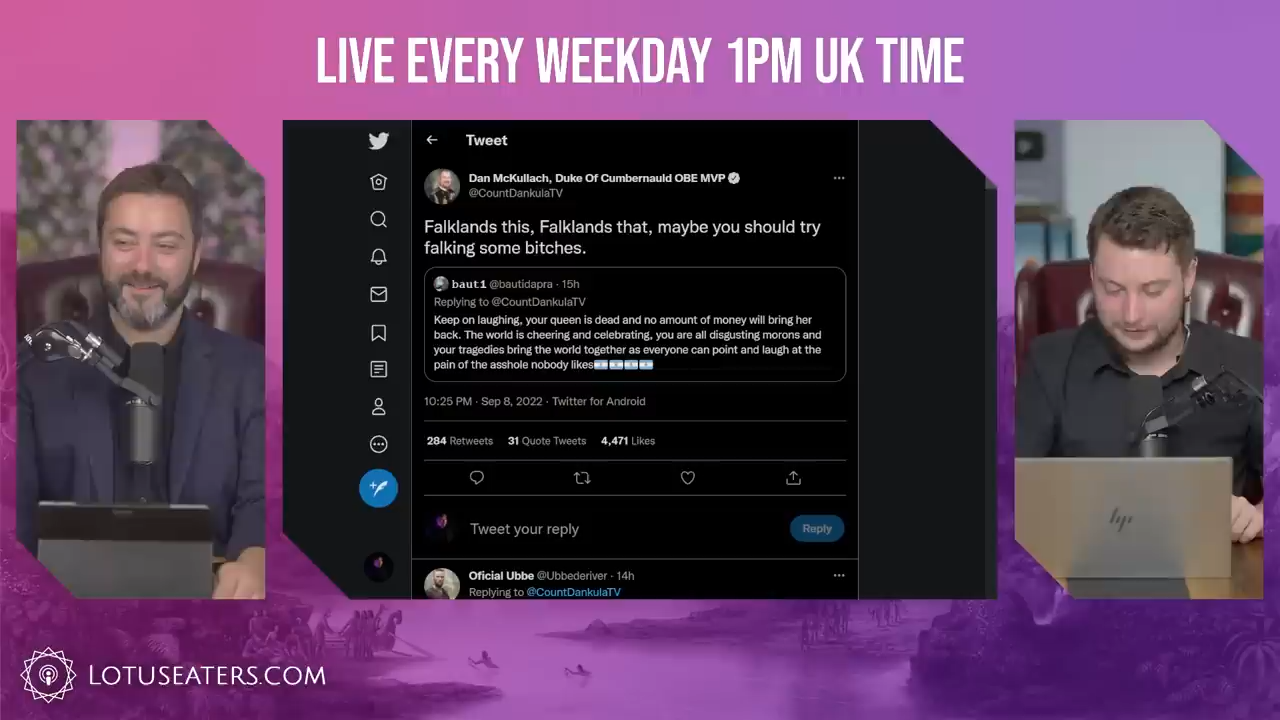 LIVE EVERY WEEKDAY 1PM UK TIME
Tweet
Dan McKullach, Duke Of Cumbernauld OBE MVP
@CountDankulaTV
Falklands this, Falklands that, maybe you should try
falking some bitches.
baut1 @bautidapra · 15h
Replying to @CountDankulaTV
Keep on laughing, your queen is dead and no amount of money will bring her
back. The world is cheering and celebrating, you are all disgusting morons and
your tragedies bring the world together as everyone can point and laugh at the
pain of the asshole nobody likes🇦🇷🇦🇷🇦🇷🇦🇷
10:25 PM · Sep 8, 2022 · Twitter for Android
284 Retweets 31 Quote Tweets 4,471 Likes
Tweet your reply
Reply
Oficial Ubbe @Ubbederiver · 14h
Replying to @CountDankulaTV
hp
LOTUSEATERS.COM